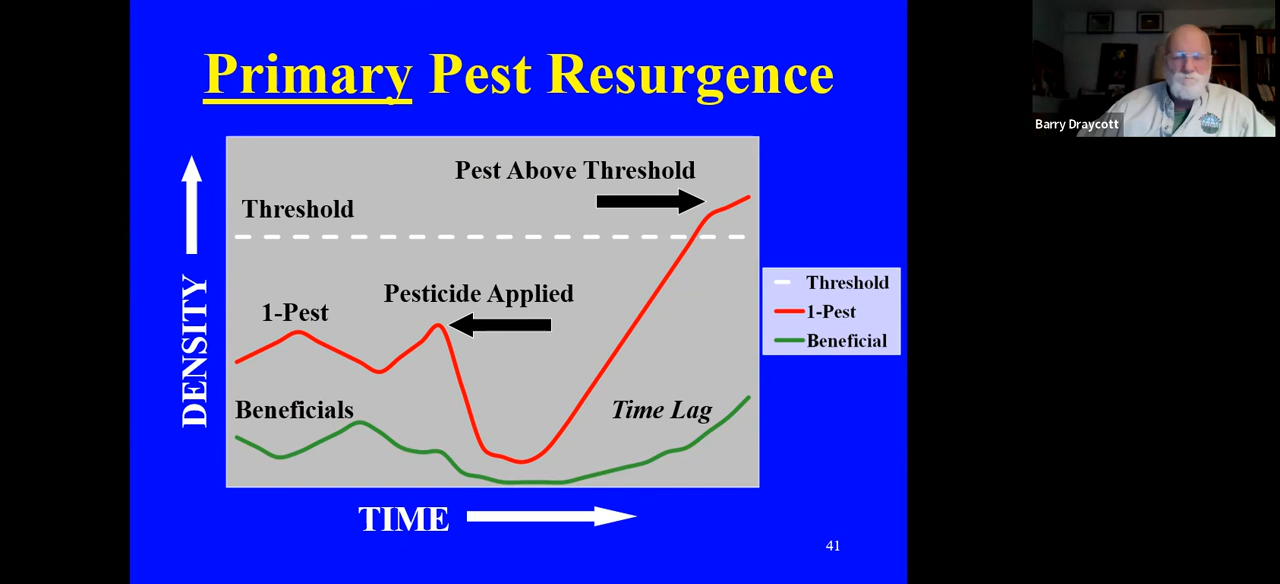 Primary Pest Resurgence
Barry Draycott
Pest Above Threshold
Threshold
Pesticide Applied
1-Pest
Beneficials
Time Lag
DENSITY
TIME
Threshold
1-Pest
Beneficial
41